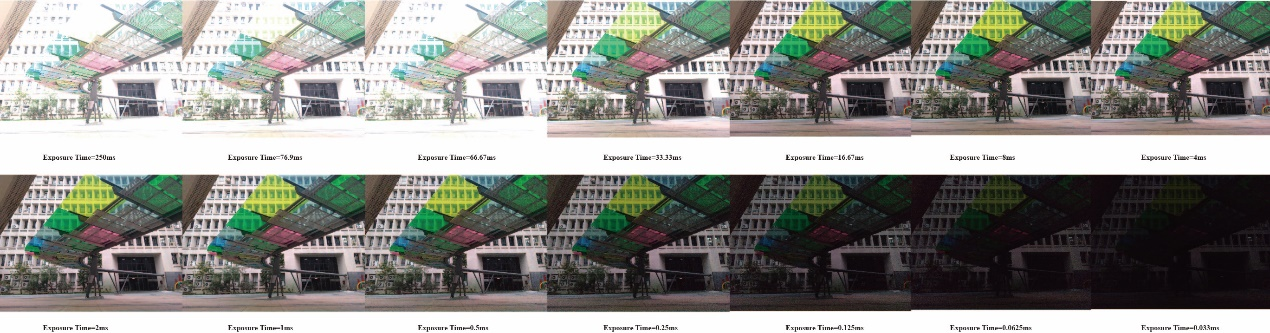 Exposure Time=250ms
Exposure Time=76.9ms
Exposure Time=66.67ms
Exposure Time=33.33ms
Exposure Time=16.67ms
Exposure Time=8ms
Exposure Time=4ms
Exposure Time=2ms
Exposure Time=1ms
Exposure Time=0.5ms
Exposure Time=0.25ms
Exposure Time=0.125ms
Exposure Time=0.0625ms
Exposure Time=0.033ms